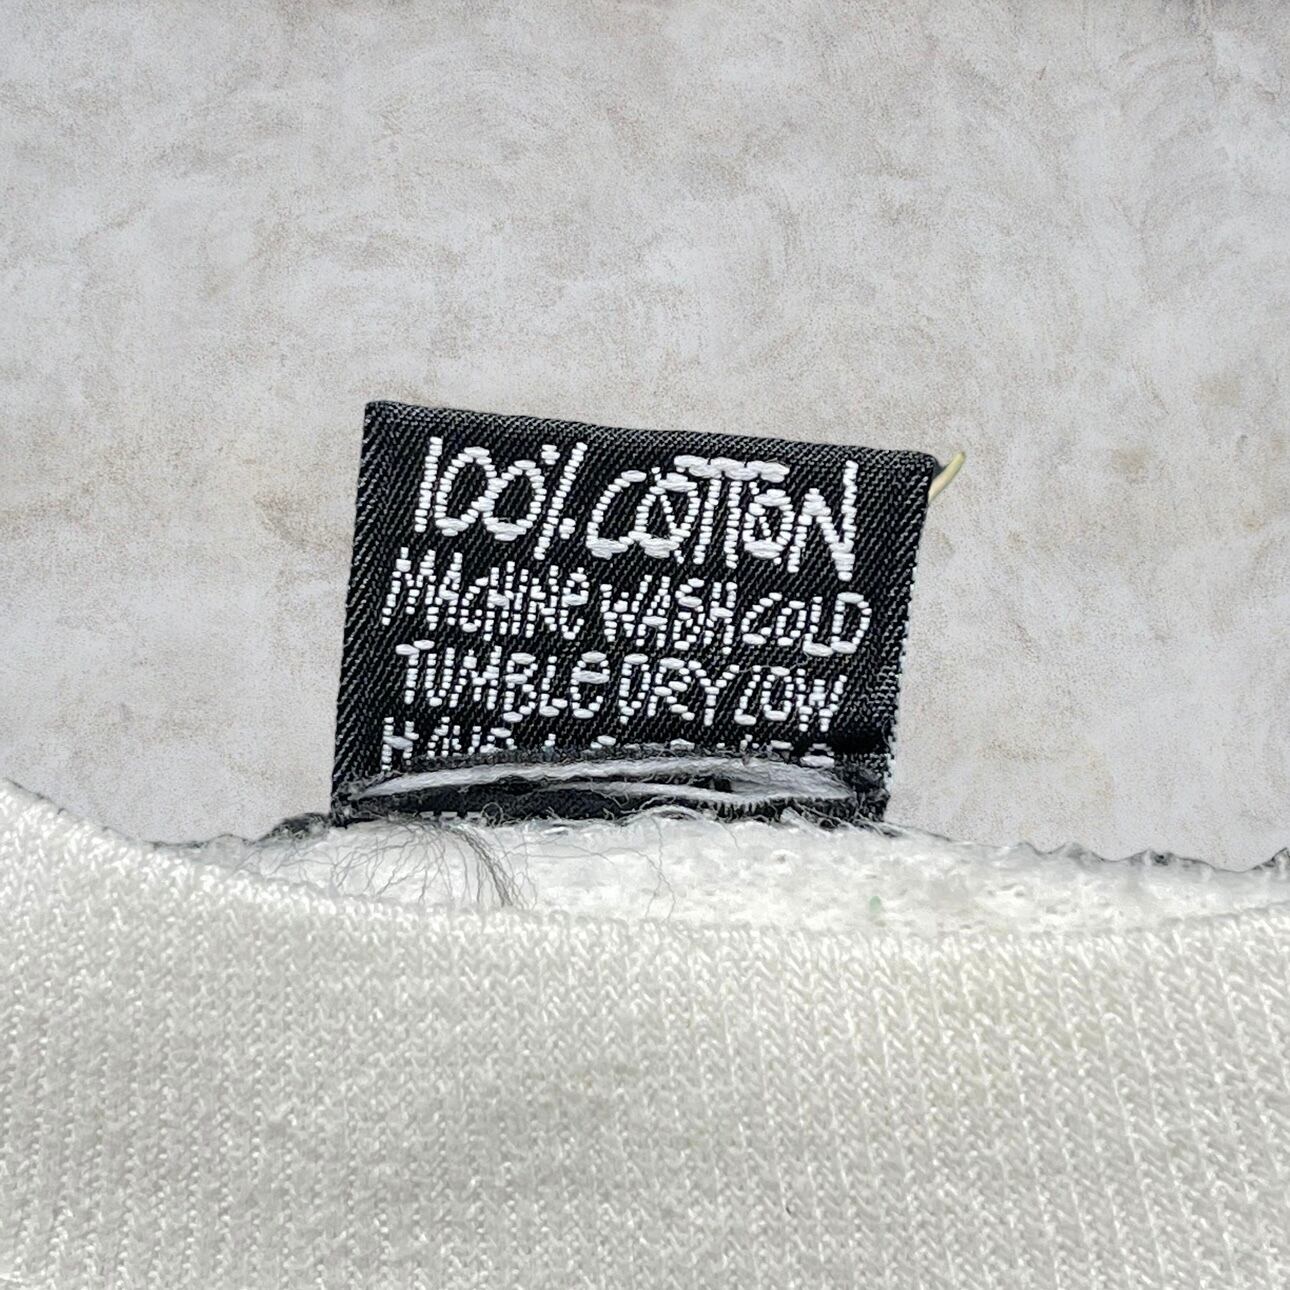 100% COTTON
MACHINE WASH COLD
TUMBLE DRY LOW